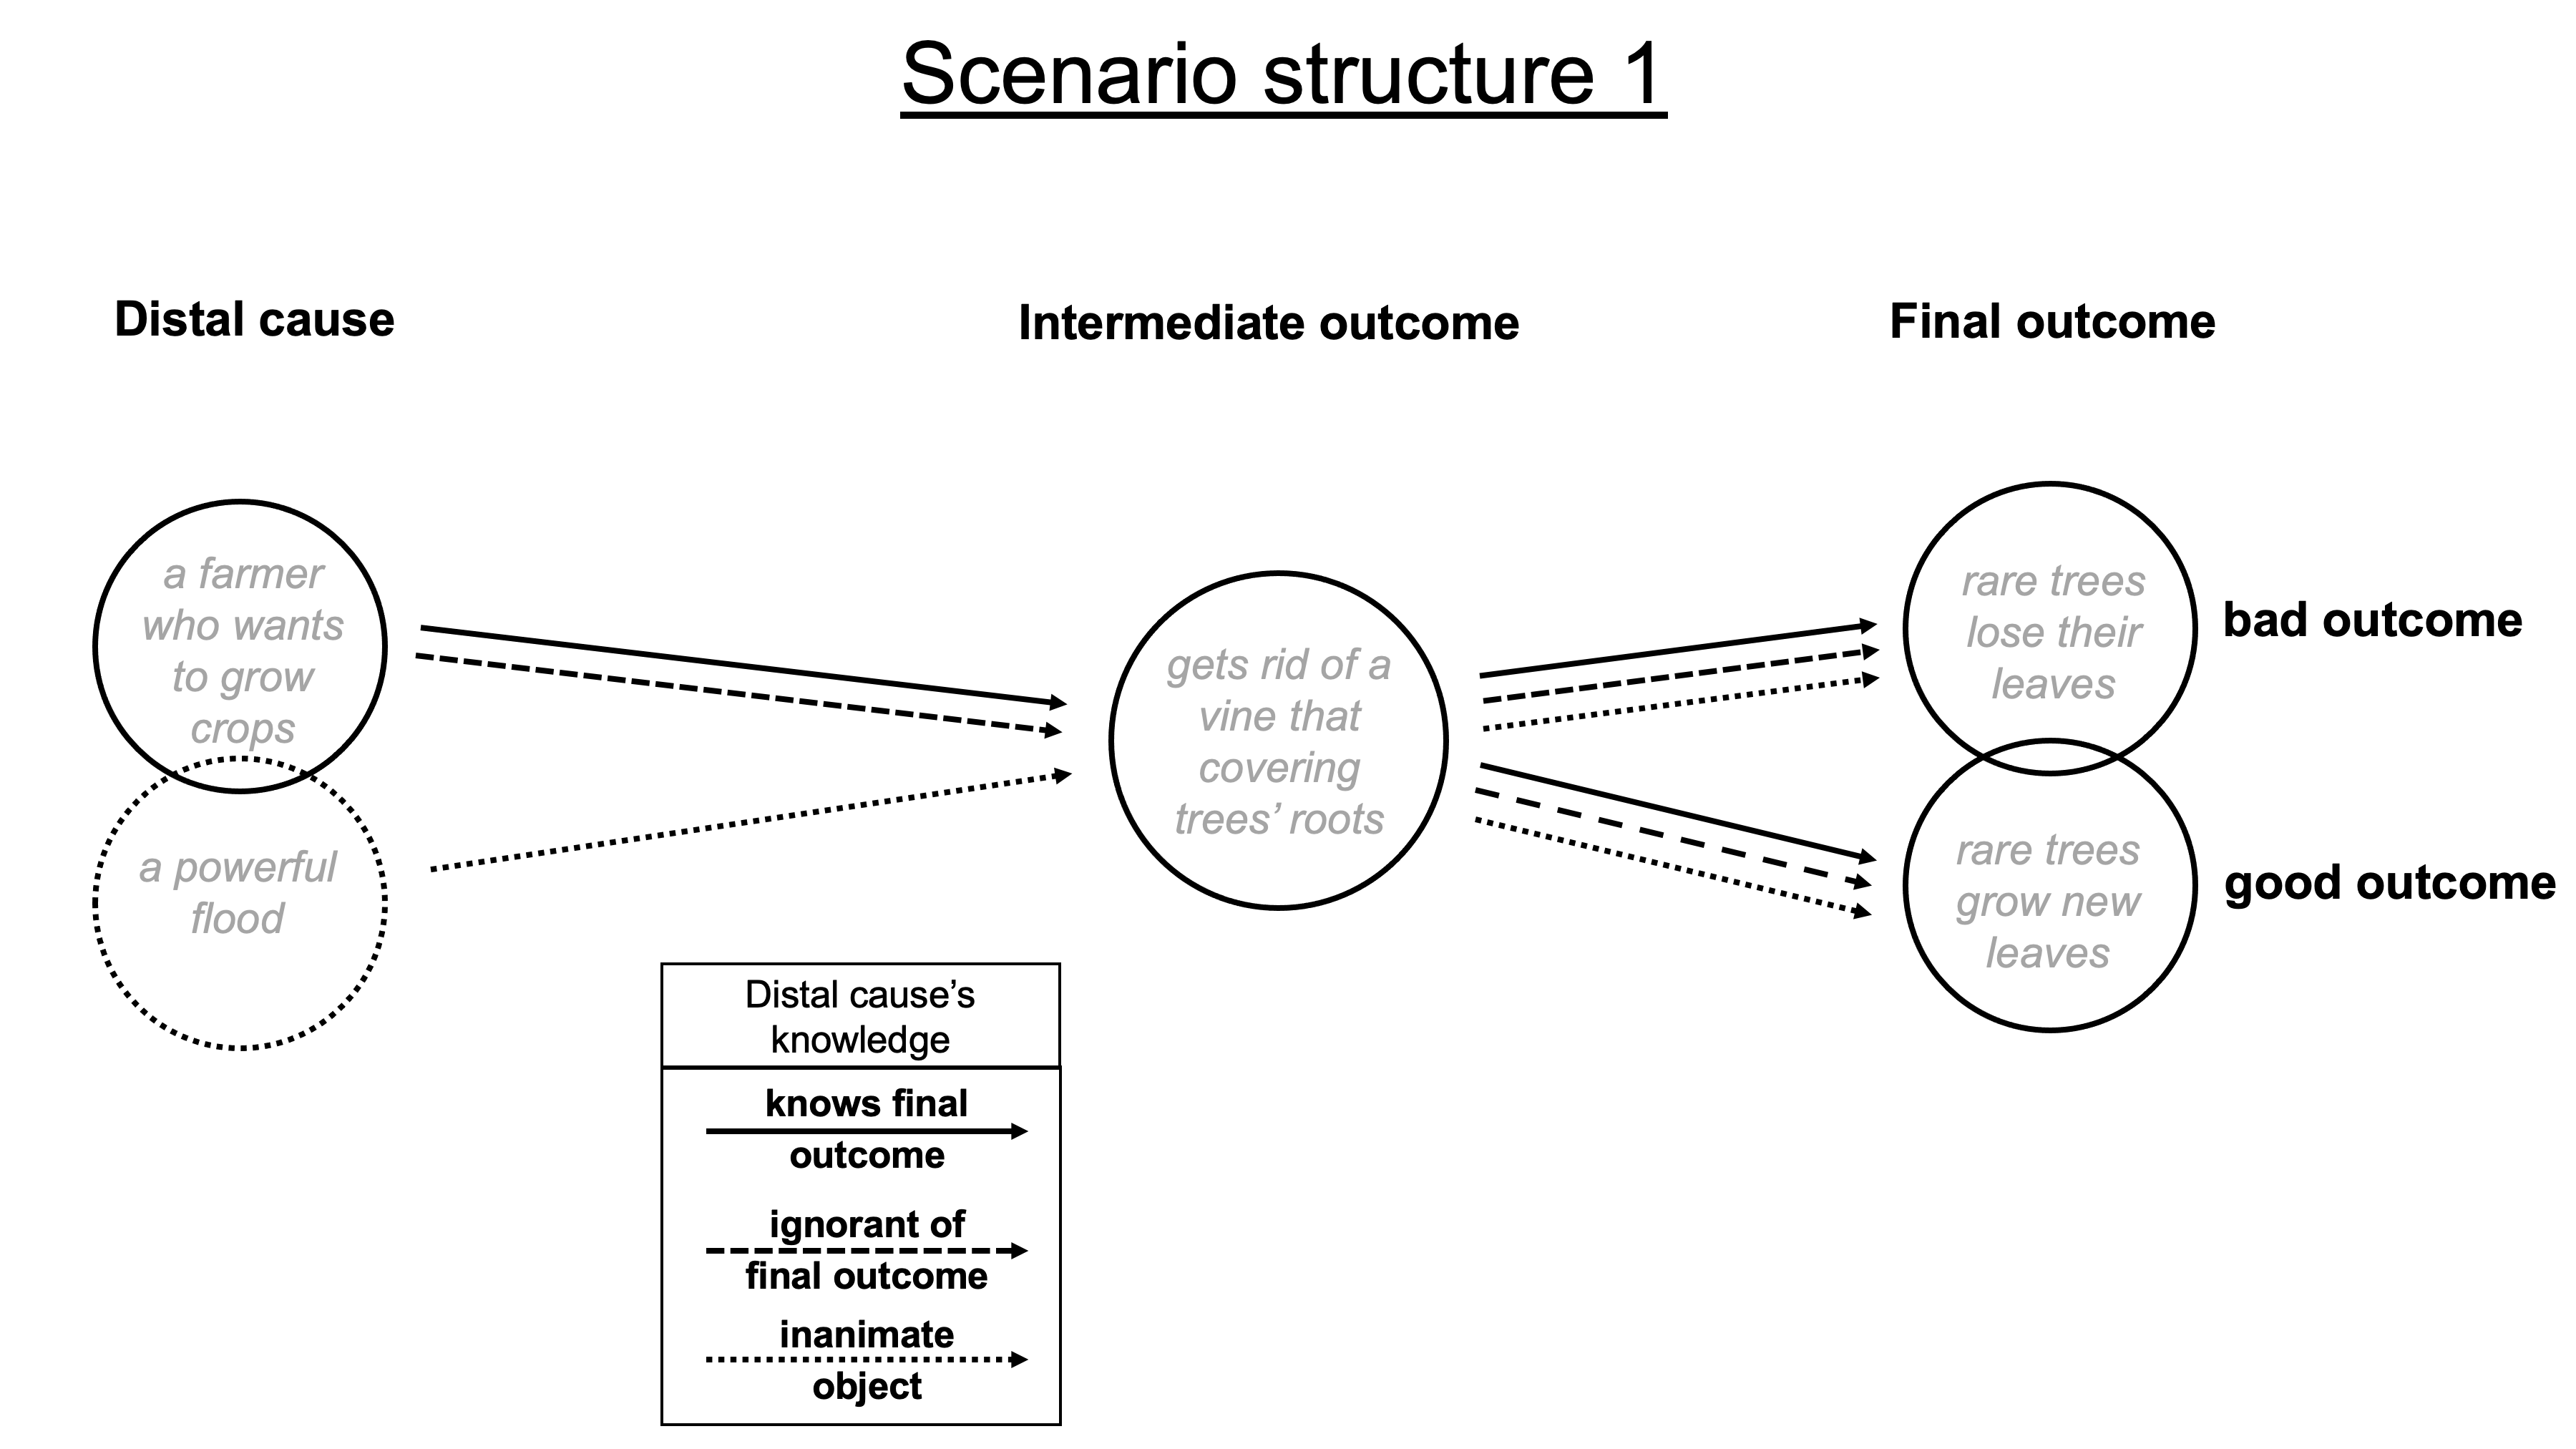 Scenario structure 1
Distal cause
Intermediate outcome
Final outcome
a farmer
who wants
to grow
crops
a powerful
flood
gets rid of a
vine that
covering
trees’ roots
rare trees
lose their
leaves
bad outcome
rare trees
grow new
leaves
good outcome
Distal cause’s
knowledge
knows final
outcome
ignorant of
final outcome
inanimate
object